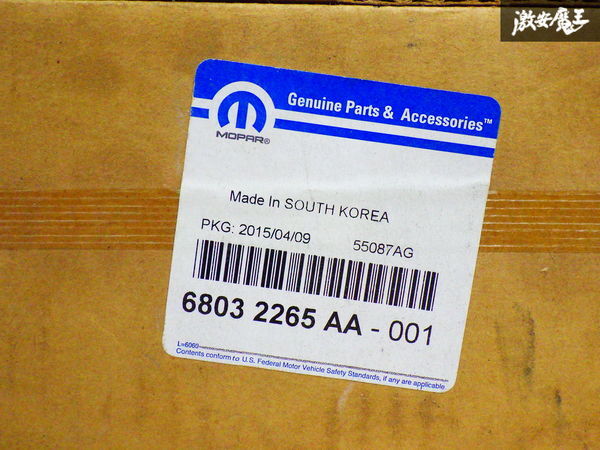 激安魔王
Genuine Parts & Accessories™
MOPAR®
Made In SOUTH KOREA
PKG: 2015/04/09 55087AG
6803 2265 AA - 001
L=6060
Contents conform to U.S. Federal Motor Vehicle Safety Standards, if any are applicable